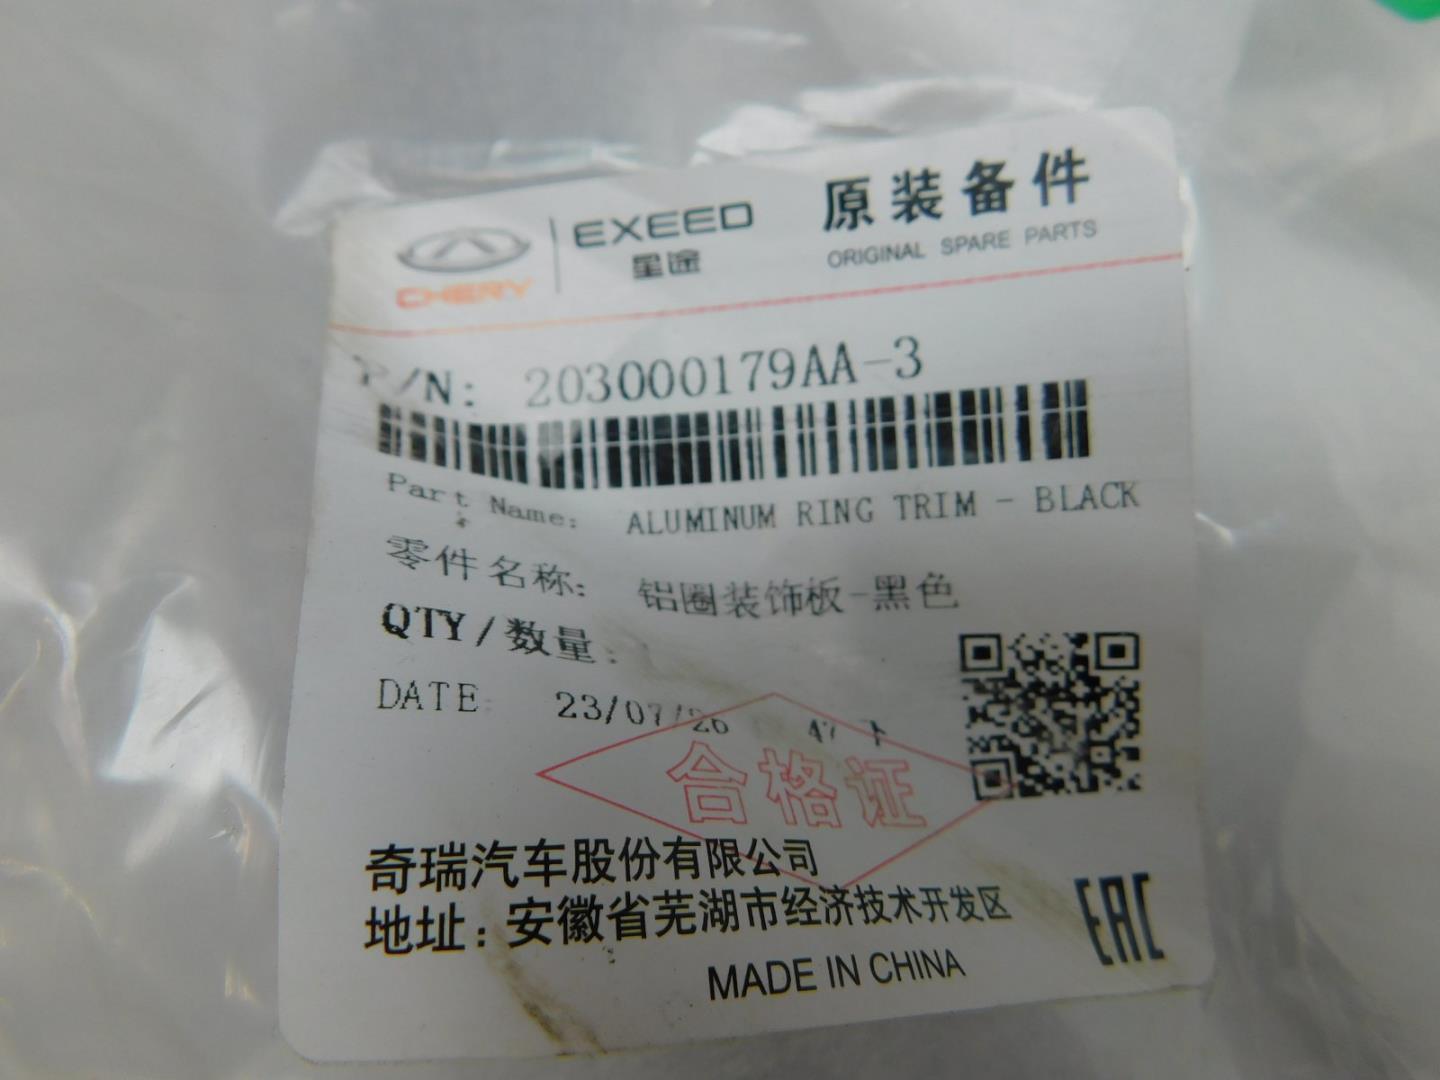 CHERY
EXEED
星途
原装备件
ORIGINAL SPARE PARTS
P/N: 203000179AA-3
Part Name: ALUMINUM RING TRIM - BLACK
零件名称: 铝圈装饰板-黑色
QTY/数量:
DATE 23/07/26
合格证
奇瑞汽车股份有限公司
地址:安徽省芜湖市经济技术开发区
EAC
MADE IN CHINA